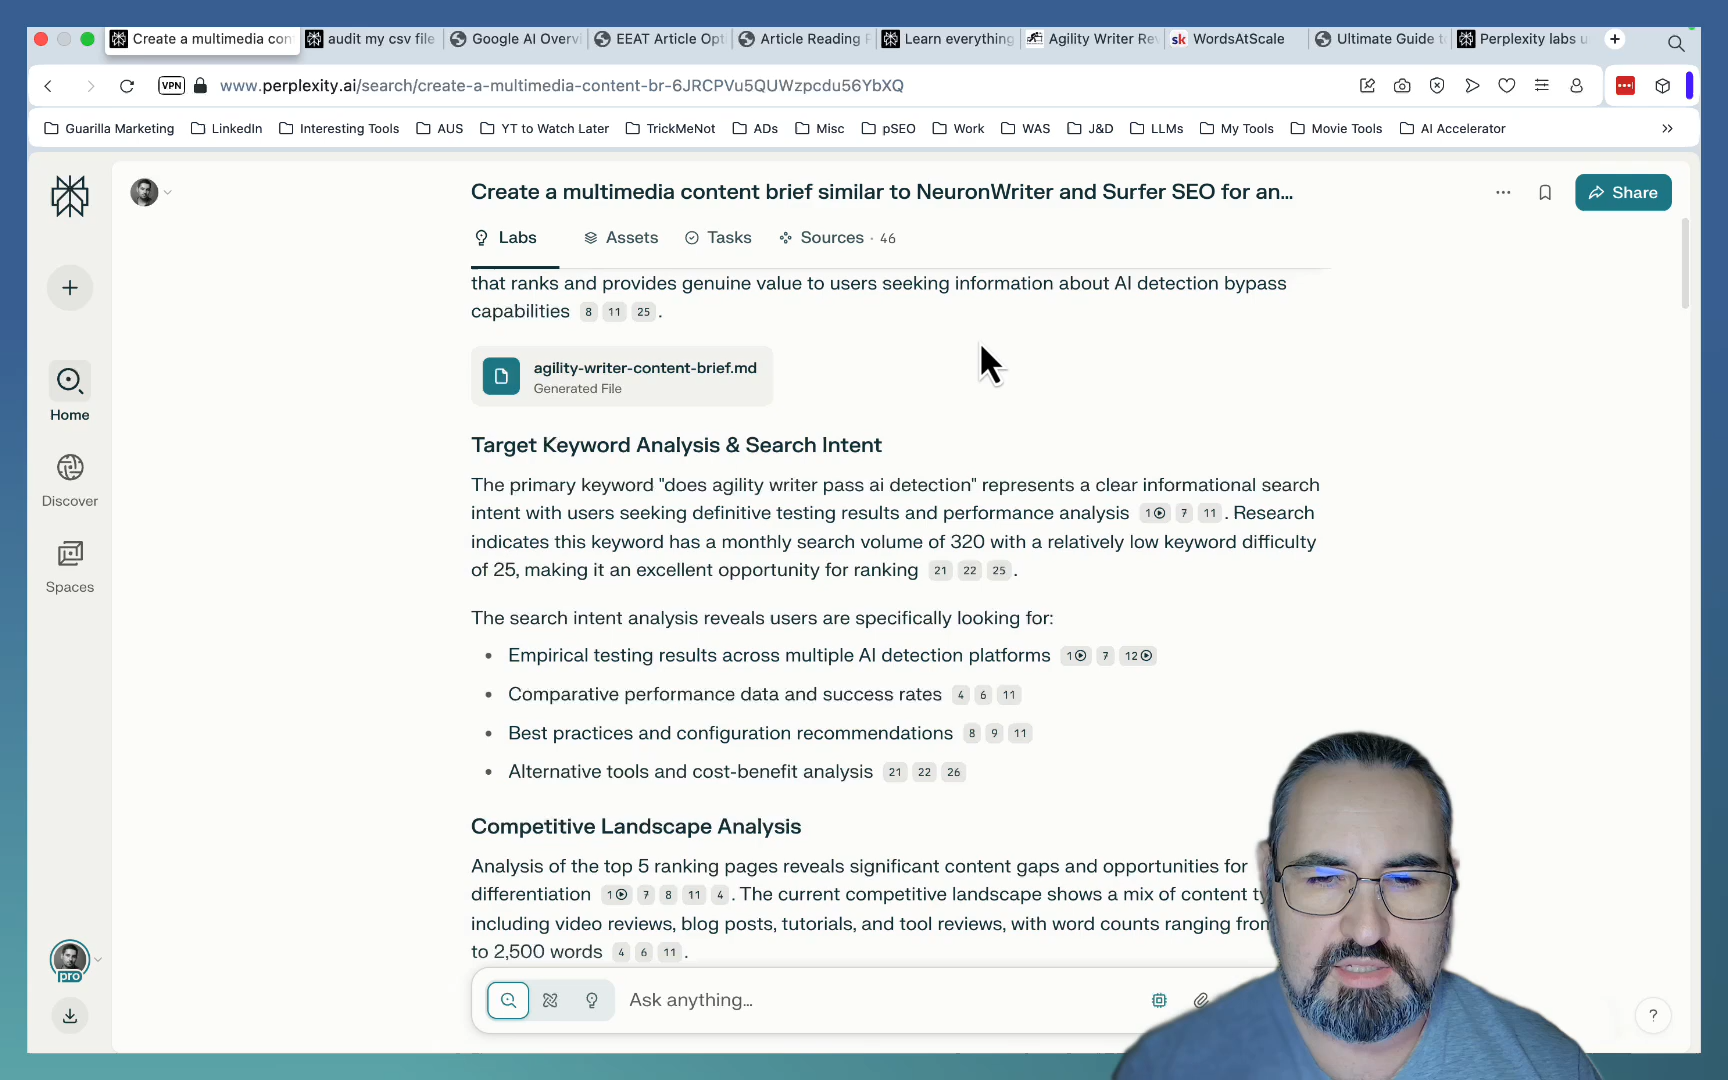 Create a multimedia con
audit my csv file
Google AI Overvi
EEAT Article Opt
Article Reading
Learn everything
Agility Writer Rev
sk WordsAtScale
Ultimate Guide t
Perplexity labs u
VPN
www.perplexity.ai/search/create-a-multimedia-content-br-6JRCPVu5QUWzpcdu56YbXQ
Guarilla Marketing
LinkedIn
Interesting Tools
AUS
YT to Watch Later
TrickMeNot
ADs
Misc
pSEO
Work
WAS
J&D
LLMs
My Tools
Movie Tools
AI Accelerator
Create a multimedia content brief similar to NeuronWriter and Surfer SEO for an...
Share
Labs
Assets
Tasks
Sources · 46
that ranks and provides genuine value to users seeking information about AI detection bypass
capabilities 8 11 25 .
agility-writer-content-brief.md
Generated File
Home
Discover
Spaces
Target Keyword Analysis & Search Intent
The primary keyword "does agility writer pass ai detection" represents a clear informational search
intent with users seeking definitive testing results and performance analysis 1 7 11 . Research
indicates this keyword has a monthly search volume of 320 with a relatively low keyword difficulty
of 25, making it an excellent opportunity for ranking 21 22 25 .
The search intent analysis reveals users are specifically looking for:
• Empirical testing results across multiple AI detection platforms 1 7 12
• Comparative performance data and success rates 4 6 11
• Best practices and configuration recommendations 8 9 11
• Alternative tools and cost-benefit analysis 21 22 26
Competitive Landscape Analysis
Analysis of the top 5 ranking pages reveals significant content gaps and opportunities for
differentiation 1 7 8 11 4 . The current competitive landscape shows a mix of content ty
including video reviews, blog posts, tutorials, and tool reviews, with word counts ranging from
to 2,500 words 4 6 11 .
pro
Ask anything...
?